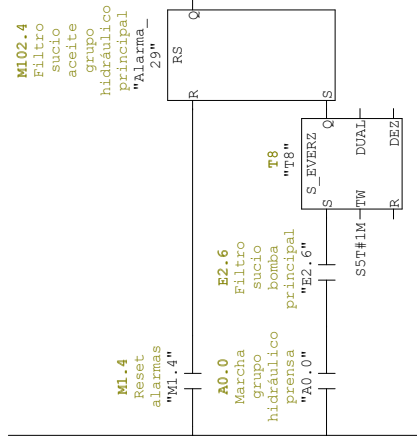 M102.4
Filtro
sucio
aceite
grupo
hidráulico
principal
"Alarma_
29"
RS
R
S
Q
T8
"T8"
S_EVERZ
S
Q
TW
DUAL
R
DEZ
S5T#1M
E2.6
Filtro
sucio
bomba
principal
"E2.6"
M1.4
Reset
alarmas
"M1.4"
A0.0
Marcha
grupo
hidráulico
prensa
"A0.0"